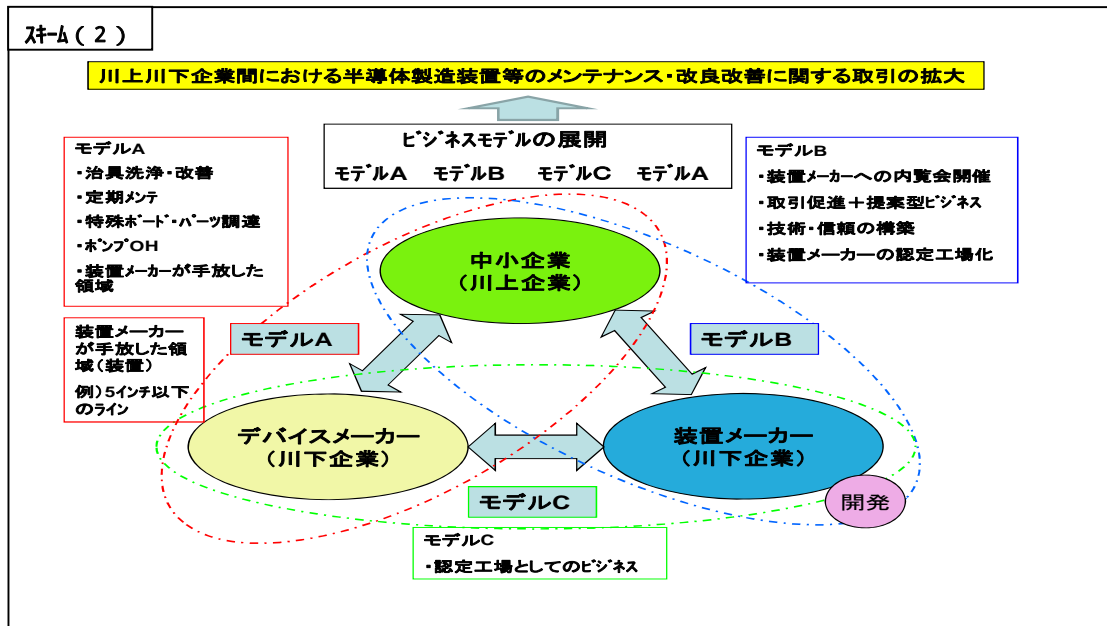 ｽｷｰﾑ（２）
川上川下企業間における半導体製造装置等のメンテナンス・改良改善に関する取引の拡大
ﾋﾞｼﾞﾈｽﾓﾃﾞﾙの展開
ﾓﾃﾞﾙA ﾓﾃﾞﾙB ﾓﾃﾞﾙC ﾓﾃﾞﾙA
モデルA
・治具洗浄・改善
・定期メンテ
・特殊ﾎﾞｰﾄﾞ・ﾊﾟｰﾂ調達
・ﾎﾟﾝﾌﾟOH
・装置ﾒｰｶｰが手放した
領域
モデルB
・装置ﾒｰｶｰへの内覧会開催
・取引促進＋提案型ﾋﾞｼﾞﾈｽ
・技術・信頼の構築
・装置ﾒｰｶｰの認定工場化
中小企業
（川上企業）
装置メーカー
が手放した領
域（装置）
例）5ｲﾝﾁ以下
のライン
モデルA
モデルB
デバイスメーカー
（川下企業）
装置メーカー
（川下企業）
モデルC
開発
モデルC
・認定工場としてのﾋﾞｼﾞﾈｽ